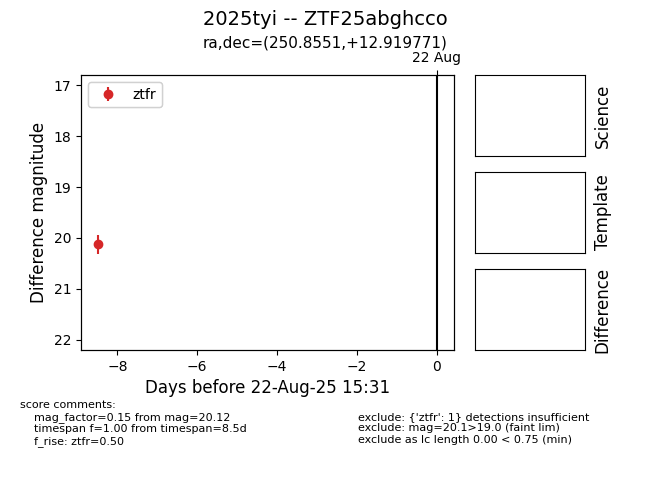 2025tyi -- ZTF25abghcco
ra,dec=(250.8551,+12.919771)
22 Aug
ztfr
17
18
19
20
21
22
Difference magnitude
−8
−6
−4
−2
0
Days before 22-Aug-25 15:31
Science
Template
Difference
score comments:
mag_factor=0.15 from mag=20.12
timespan f=1.00 from timespan=8.5d
f_rise: ztfr=0.50
exclude: {'ztfr': 1} detections insufficient
exclude: mag=20.1>19.0 (faint lim)
exclude as lc length 0.00 < 0.75 (min)